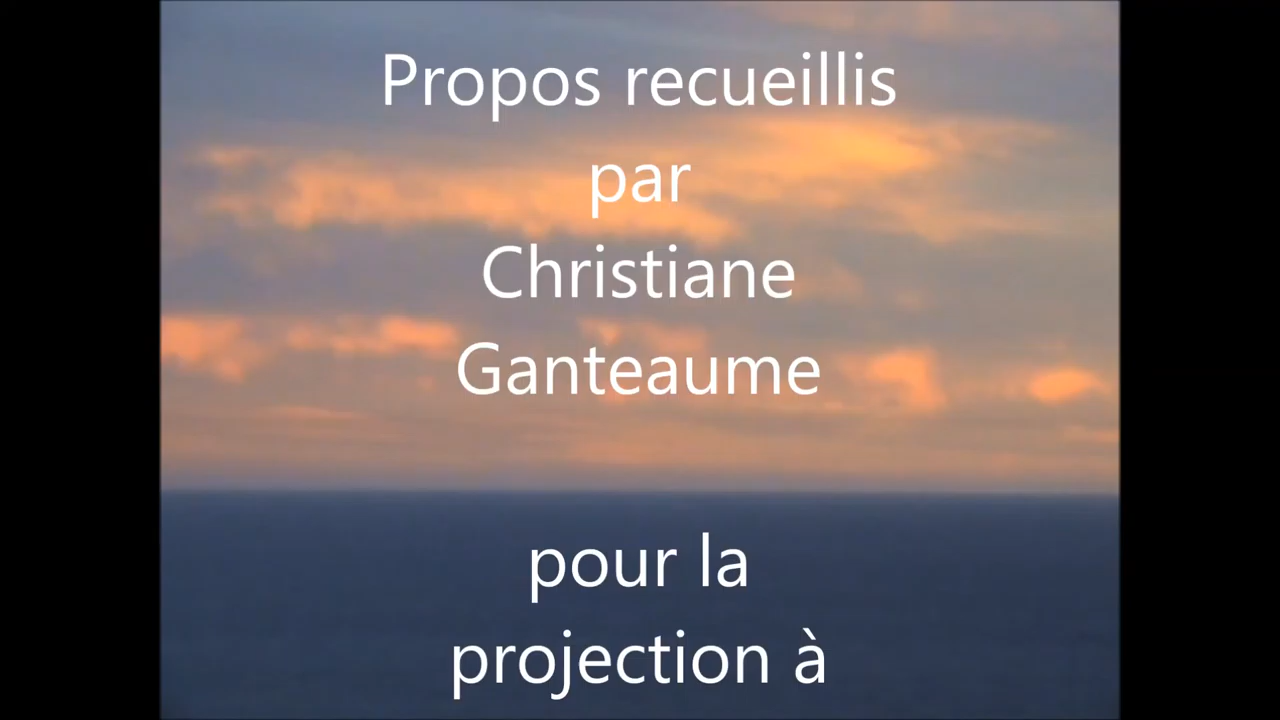 Propos recueillis
par
Christiane
Ganteaume
pour la
projection à